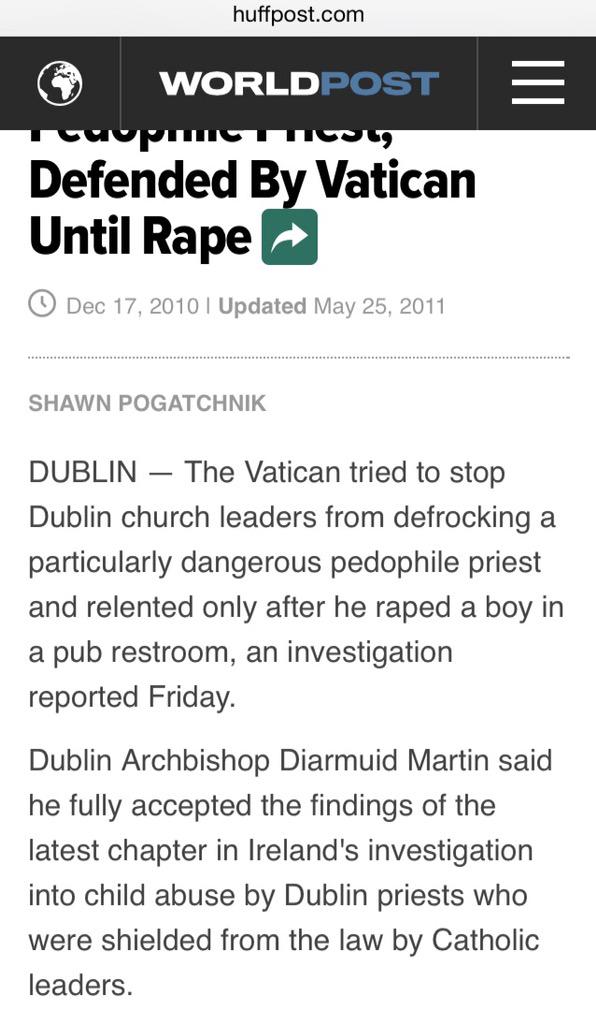 huffpost.com
WORLDPOST
Pedophile Priest,
Defended By Vatican
Until Rape
Dec 17, 2010 | Updated May 25, 2011
SHAWN POGATCHNIK
DUBLIN — The Vatican tried to stop
Dublin church leaders from defrocking a
particularly dangerous pedophile priest
and relented only after he raped a boy in
a pub restroom, an investigation
reported Friday.
Dublin Archbishop Diarmuid Martin said
he fully accepted the findings of the
latest chapter in Ireland's investigation
into child abuse by Dublin priests who
were shielded from the law by Catholic
leaders.